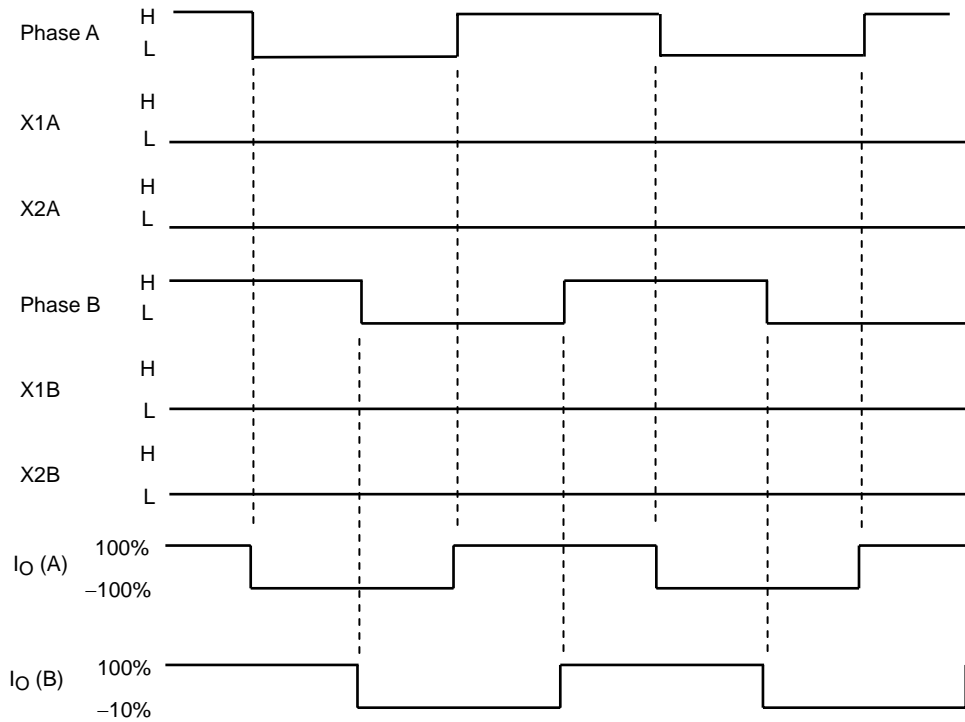 H
Phase A
L
H
X1A
L
H
X2A
L
H
Phase B
L
H
X1B
L
H
X2B
L
100%
IO (A)
−100%
100%
IO (B)
−10%